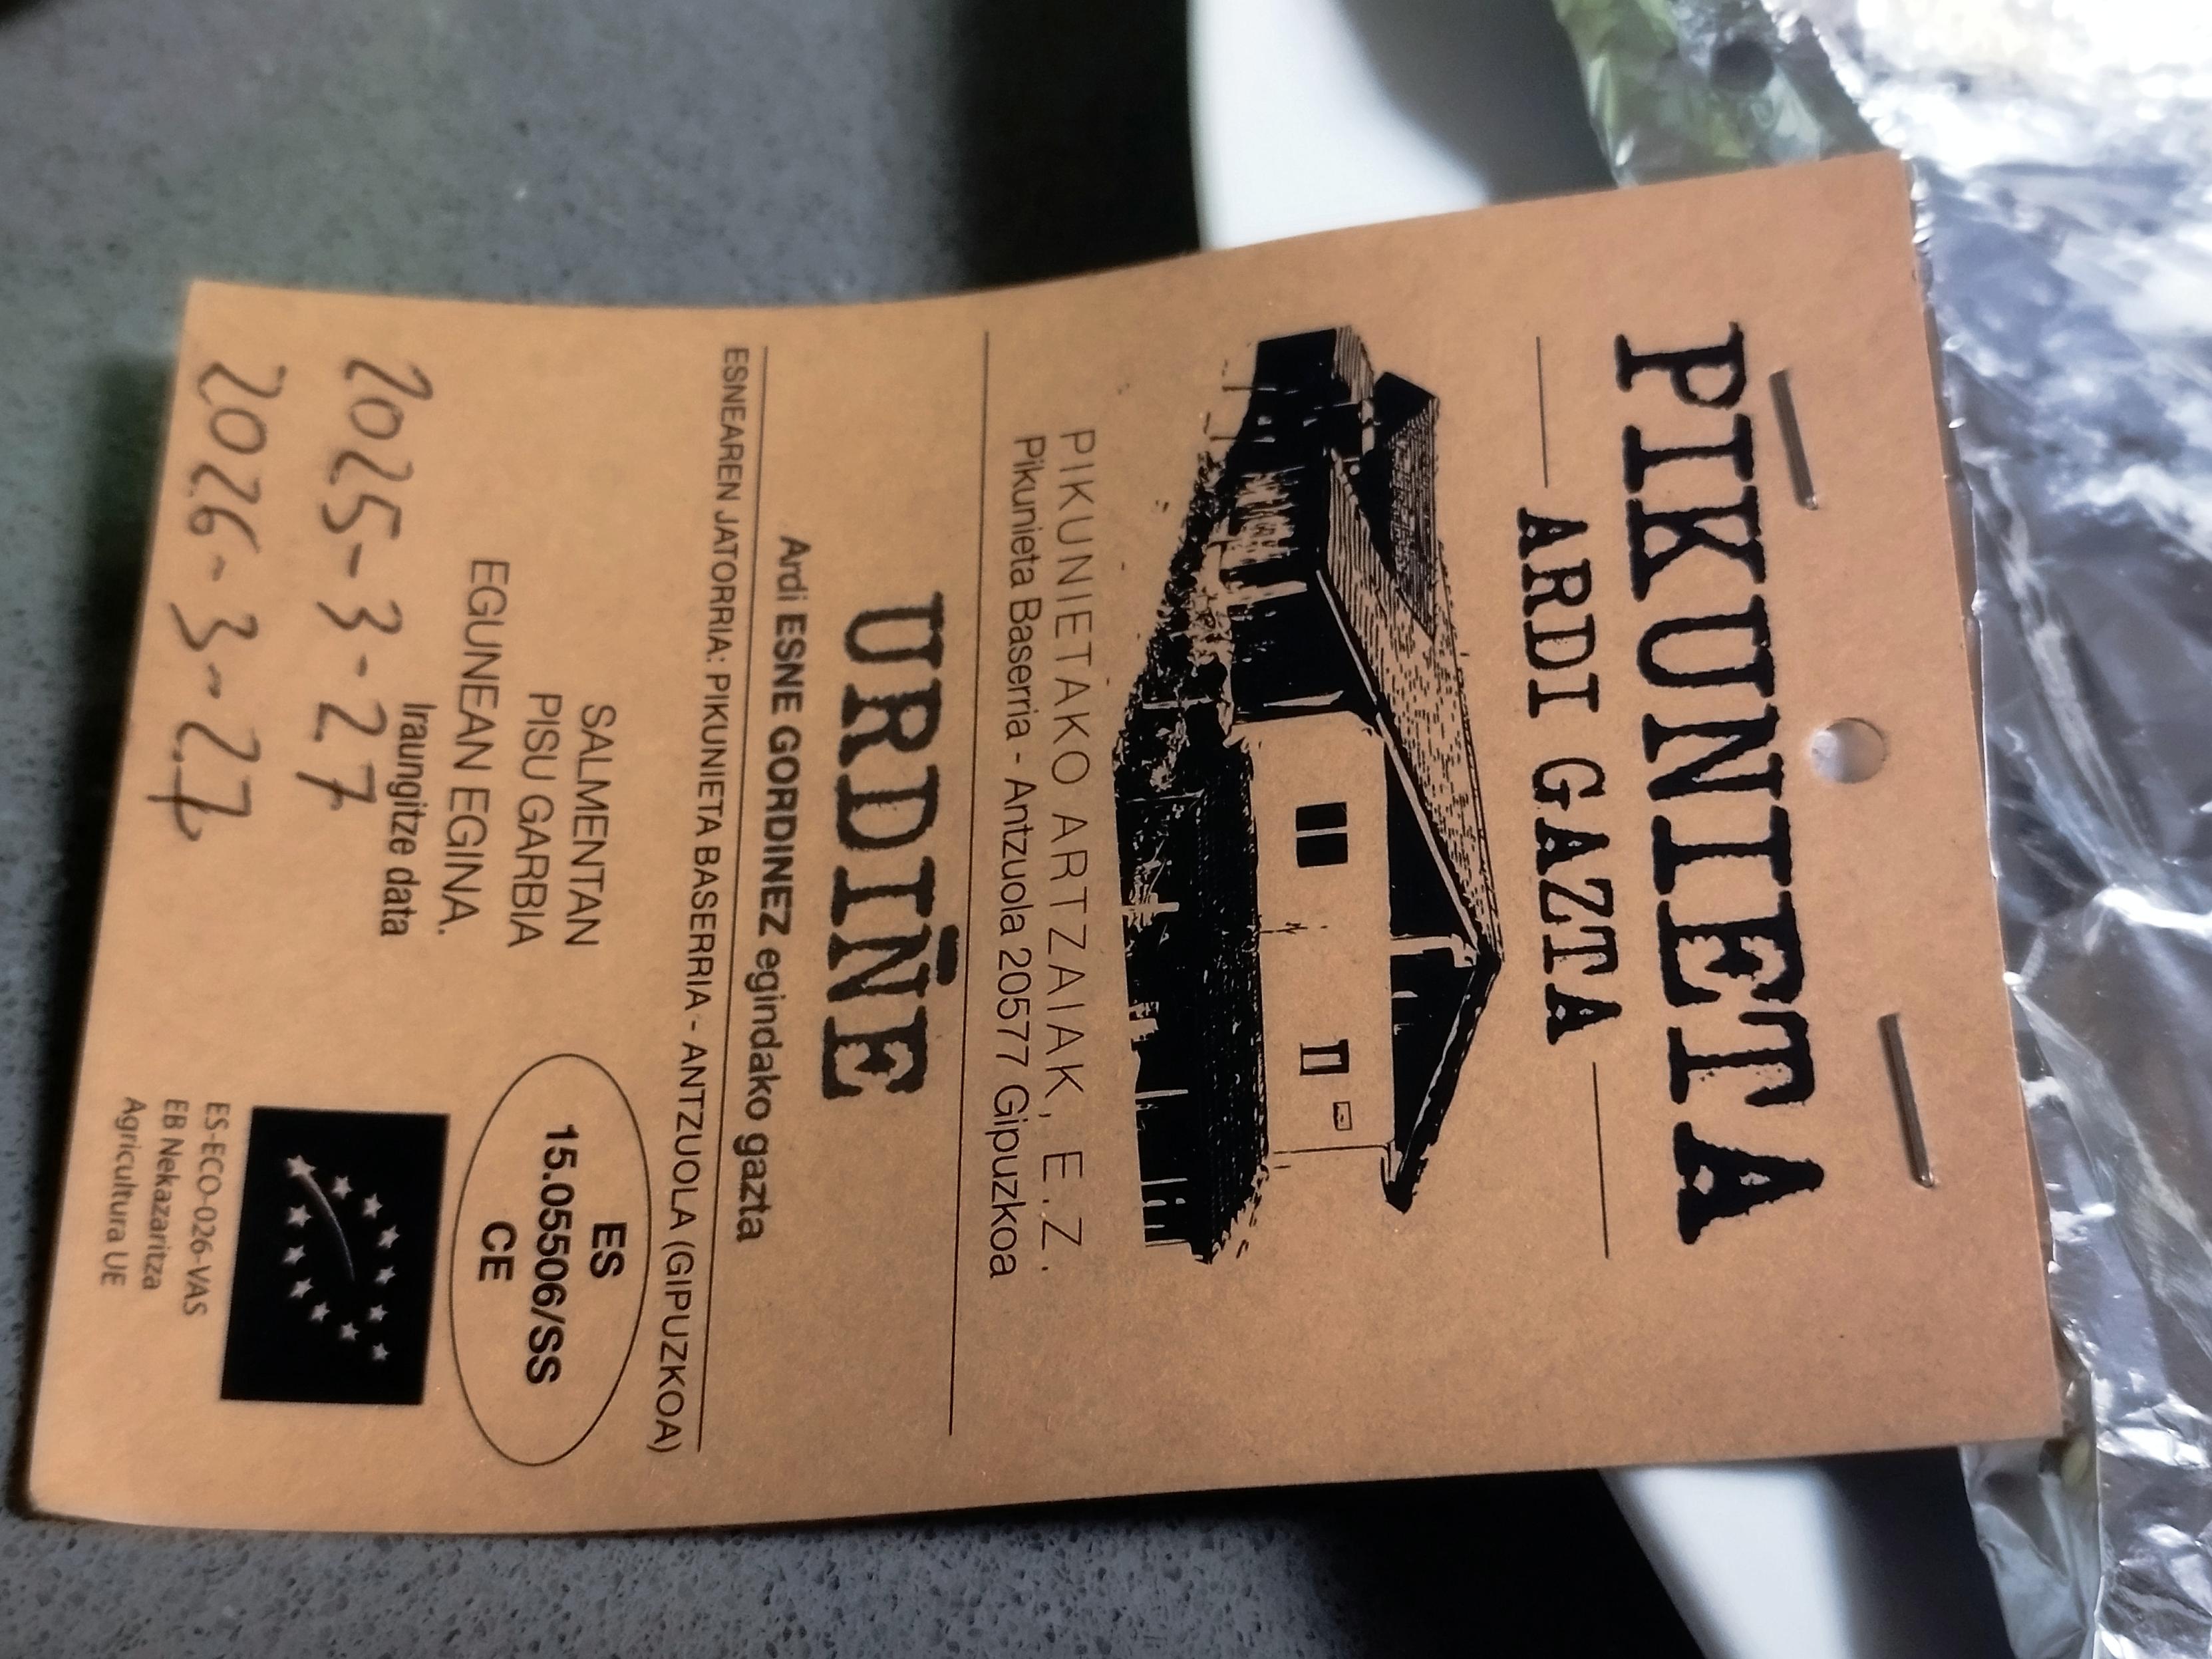 PIKUNIETA
ARDI GAZTA
PIKUNIETAKO ARTZAIAK, E.Z.
Pikunieta Baserria - Antzuola 20577 Gipuzkoa
URDIÑE
Ardi ESNE GORDINEZ egindako gazta
ESNEAREN JATORRIA: PIKUNIETA BASERRIA - ANTZUOLA (GIPUZKOA)
SALMENTAN
PISU GARBIA
EGUNEAN EGINA.
Iraungitze data
2025-3-27
2026-3-27
ES
15.05506/SS
CE
ES-ECO-026-VAS
EB Nekazaritza
Agricultura UE